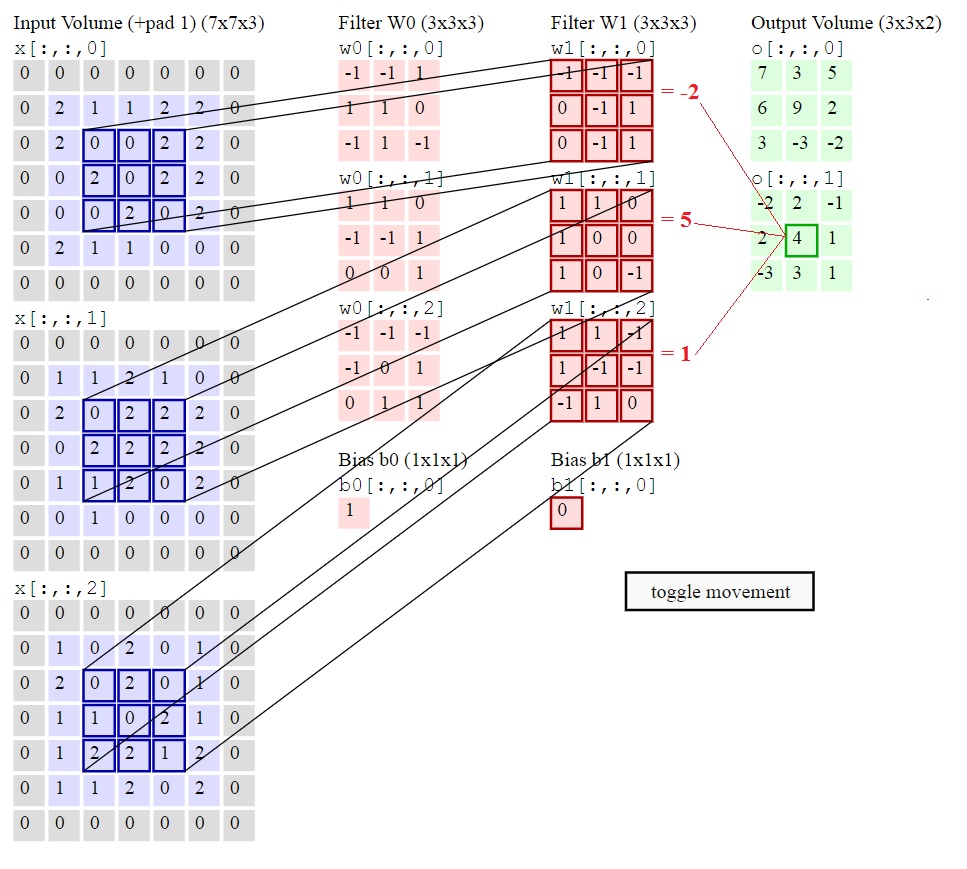 Input Volume (+pad 1) (7x7x3)
x[:,:,0]
0 0 0 0 0 0 0
0 2 1 1 2 2 0
0 2 0 0 2 2 0
0 0 2 0 2 2 0
0 0 0 2 0 2 0
0 2 1 1 0 0 0
0 0 0 0 0 0 0
x[:,:,1]
0 0 0 0 0 0 0
0 1 1 2 1 0 0
0 2 0 2 2 2 0
0 0 2 2 2 2 0
0 1 1 2 0 2 0
0 0 1 0 0 0 0
0 0 0 0 0 0 0
x[:,:,2]
0 0 0 0 0 0 0
0 1 0 2 0 1 0
0 2 0 2 0 1 0
0 1 1 0 2 1 0
0 1 2 2 1 2 0
0 1 1 2 0 2 0
0 0 0 0 0 0 0
Filter W0 (3x3x3)
w0[:,:,0]
-1 -1 1
1 1 0
-1 1 -1
w0[:,:,1]
1 1 0
-1 -1 1
0 0 1
w0[:,:,2]
-1 -1 -1
-1 0 1
0 1 1
Bias b0 (1x1x1)
b0[:,:,0]
1
Filter W1 (3x3x3)
w1[:,:,0]
-1 -1 -1
0 -1 1
0 -1 1
= -2
w1[:,:,1]
1 1 0
1 0 0
1 0 -1
= 5
w1[:,:,2]
1 1 -1
1 -1 -1
-1 1 0
= 1
Bias b1 (1x1x1)
b1[:,:,0]
0
Output Volume (3x3x2)
o[:,:,0]
7 3 5
6 9 2
3 -3 -2
o[:,:,1]
-2 2 -1
2 4 1
-3 3 1
toggle movement